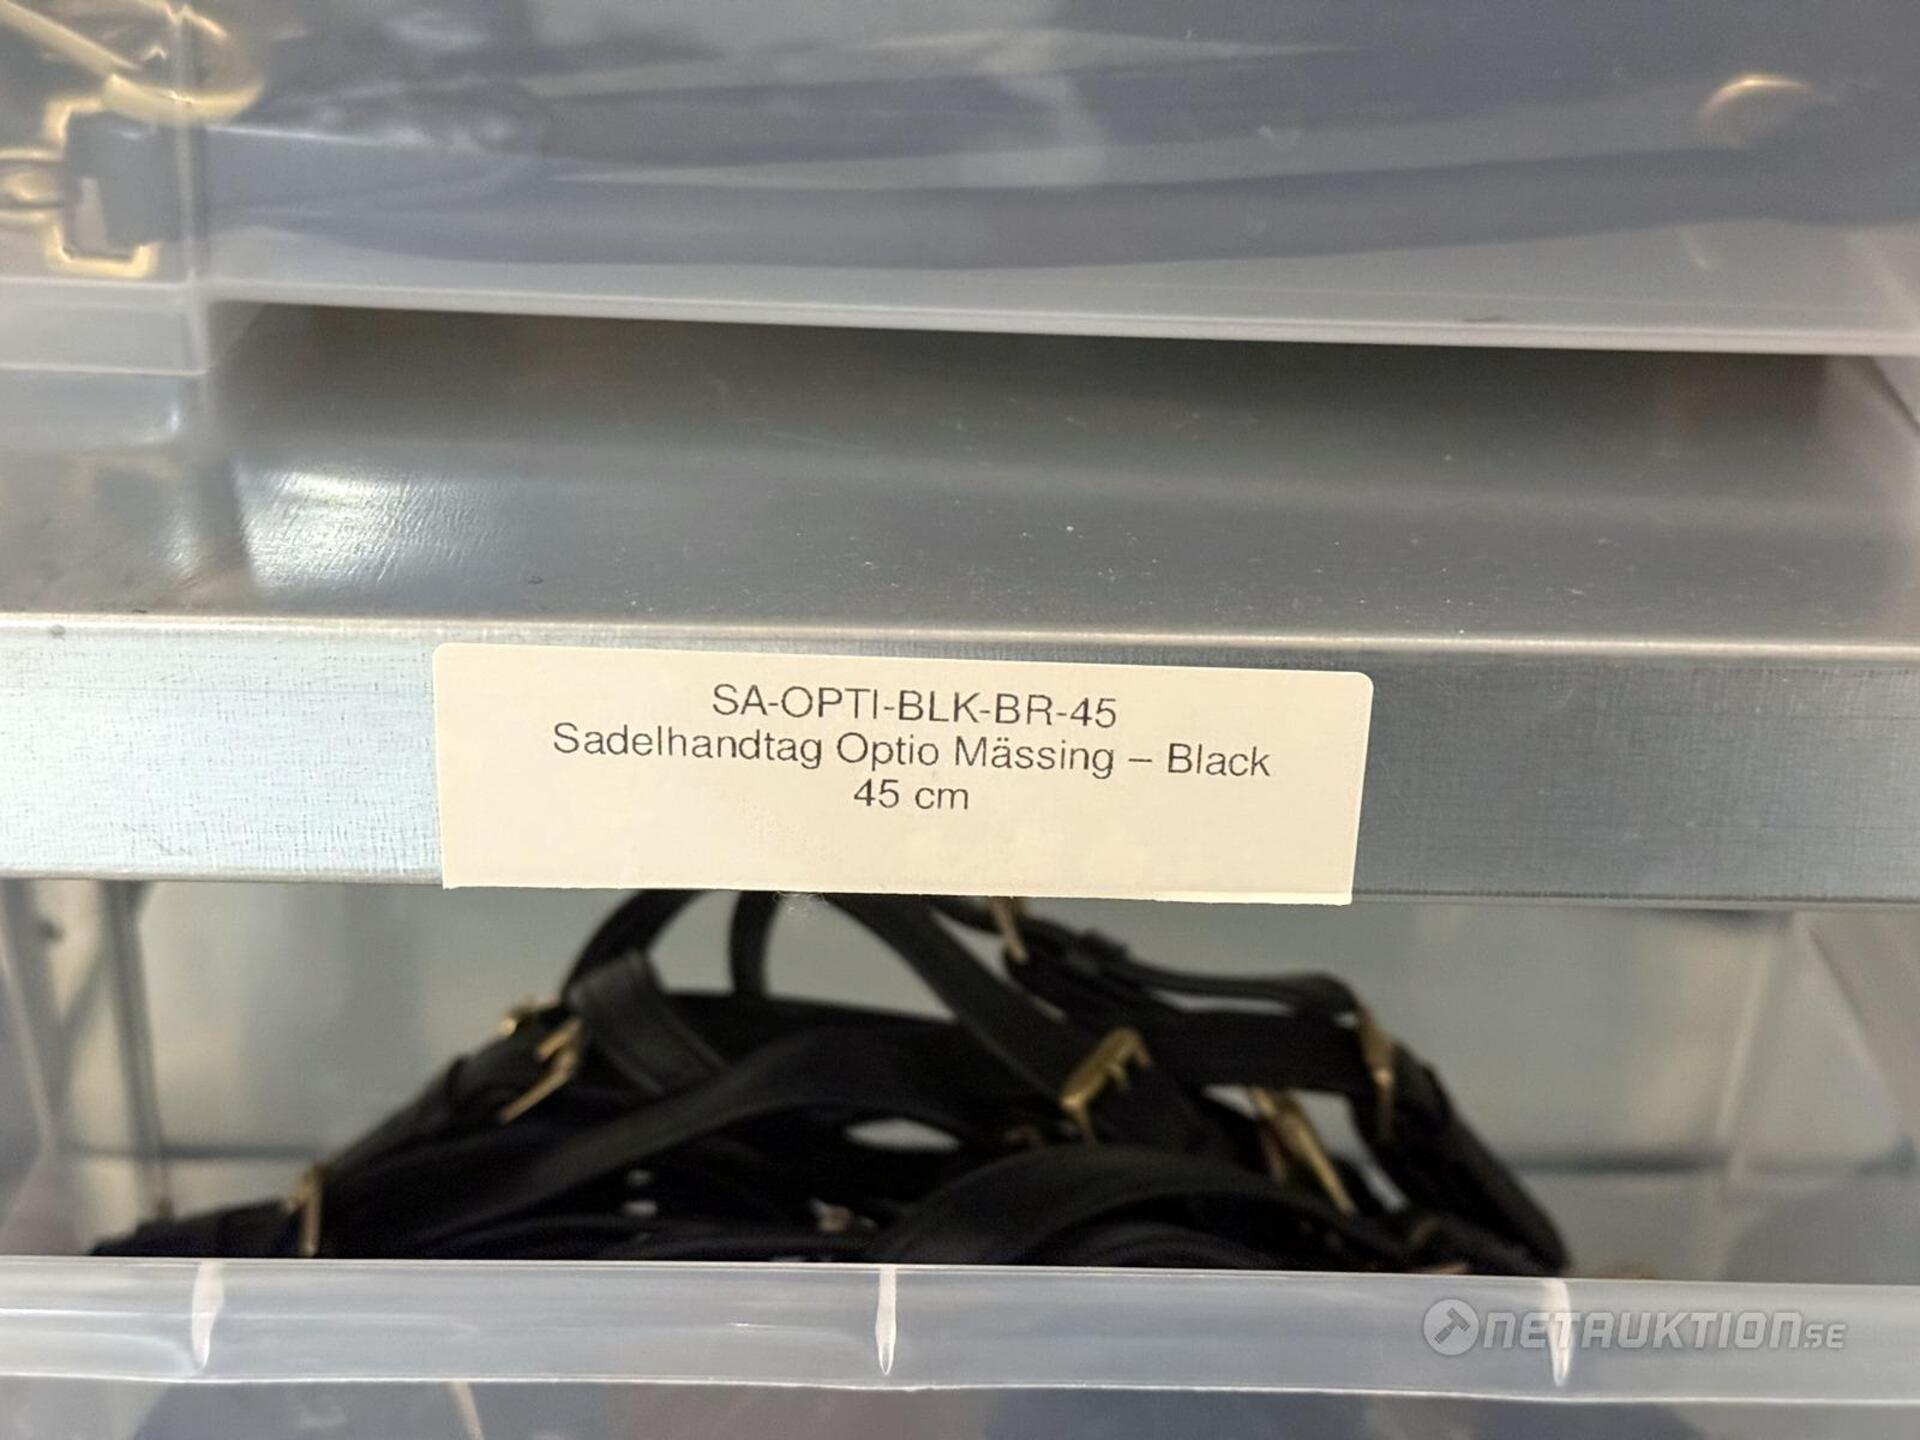 SA-OPTI-BLK-BR-45
Sadelhandtag Optio Mässing – Black
45 cm
NETAUKTION.SE